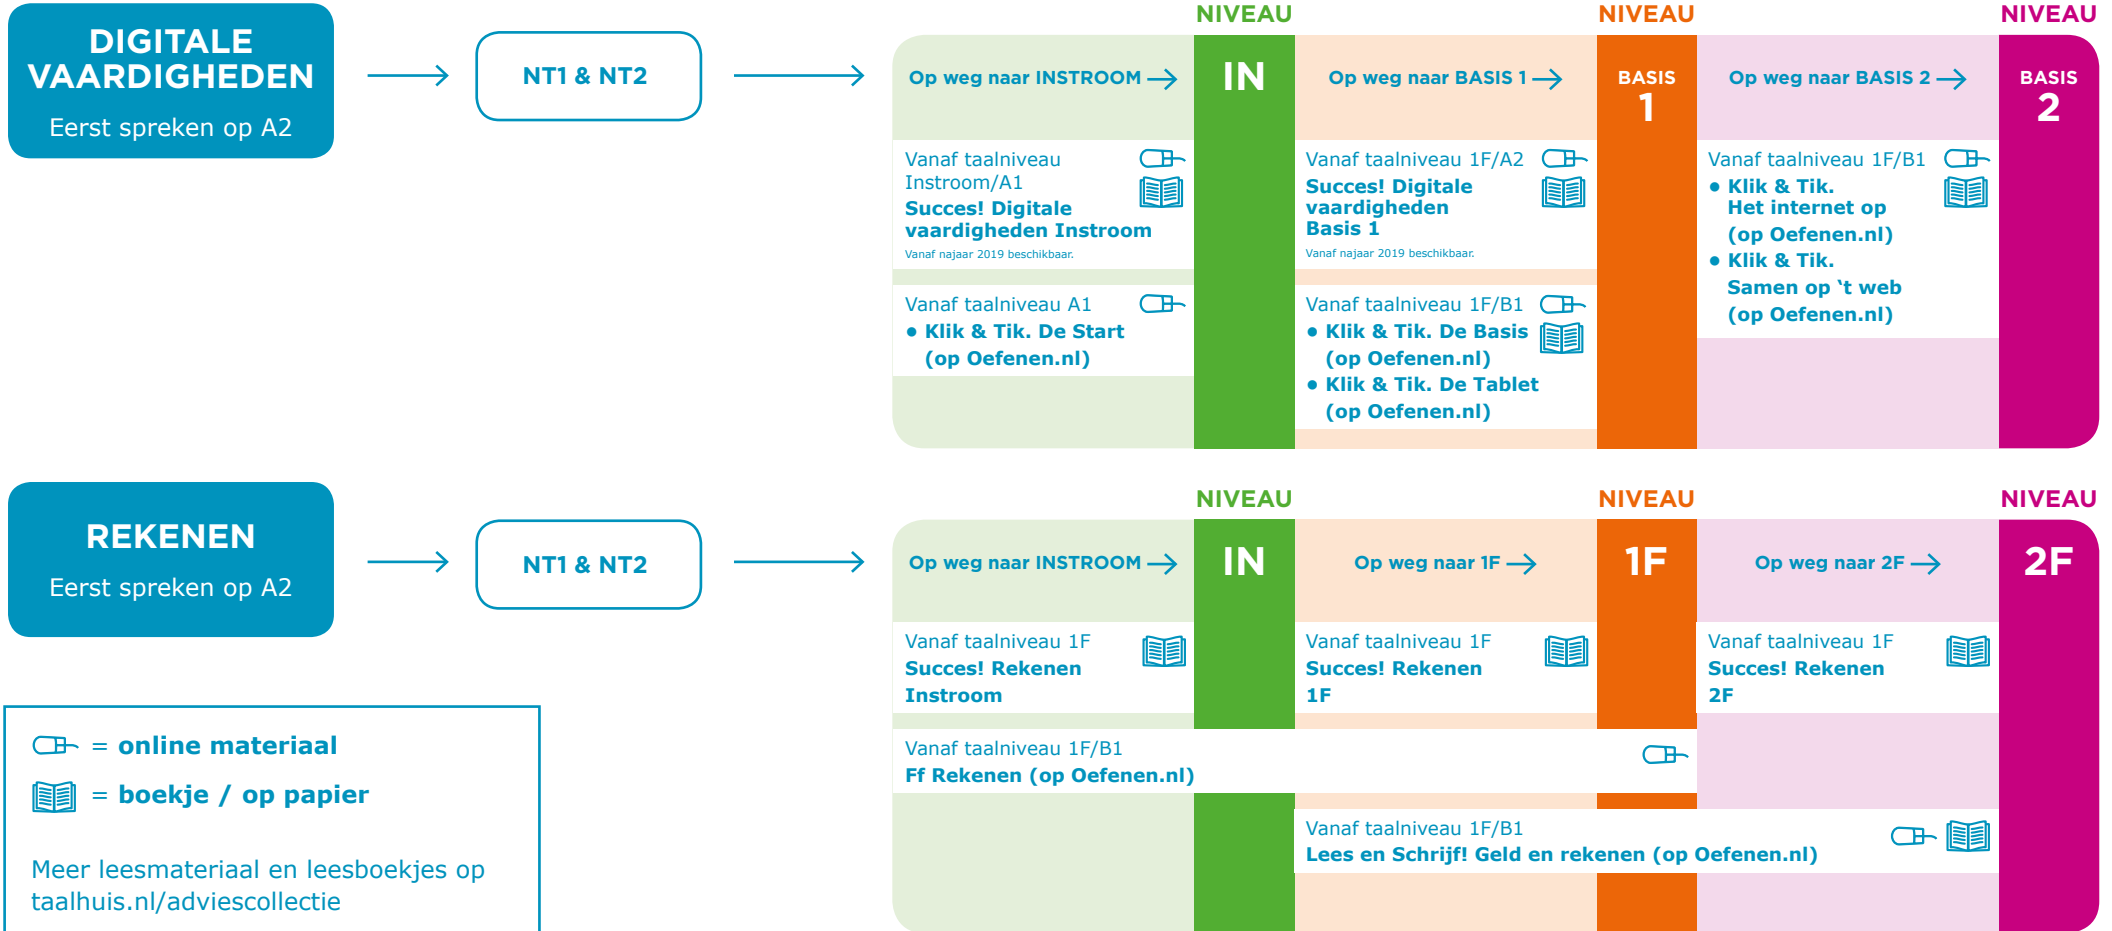 DIGITALE
VAARDIGHEDEN
Eerst spreken op A2
NT1 & NT2
NIVEAU
NIVEAU
NIVEAU
Op weg naar INSTROOM
IN
Op weg naar BASIS 1
BASIS
1
Op weg naar BASIS 2
BASIS
2
Vanaf taalniveau
Instroom/A1
Succes! Digitale
vaardigheden Instroom
Vanaf najaar 2019 beschikbaar.
Vanaf taalniveau A1
• Klik & Tik. De Start
(op Oefenen.nl)
Vanaf taalniveau 1F/A2
Succes! Digitale
vaardigheden
Basis 1
Vanaf najaar 2019 beschikbaar.
Vanaf taalniveau 1F/B1
• Klik & Tik. De Basis
(op Oefenen.nl)
• Klik & Tik. De Tablet
(op Oefenen.nl)
Vanaf taalniveau 1F/B1
• Klik & Tik.
Het internet op
(op Oefenen.nl)
• Klik & Tik.
Samen op ‘t web
(op Oefenen.nl)
REKENEN
Eerst spreken op A2
NT1 & NT2
NIVEAU
NIVEAU
NIVEAU
Op weg naar INSTROOM
IN
Op weg naar 1F
1F
Op weg naar 2F
2F
Vanaf taalniveau 1F
Succes! Rekenen
Instroom
Vanaf taalniveau 1F
Succes! Rekenen
1F
Vanaf taalniveau 1F
Succes! Rekenen
2F
Vanaf taalniveau 1F/B1
Ff Rekenen (op Oefenen.nl)
Vanaf taalniveau 1F/B1
Lees en Schrijf! Geld en rekenen (op Oefenen.nl)
= online materiaal
= boekje / op papier
Meer leesmateriaal en leesboekjes op
taalhuis.nl/adviescollectie